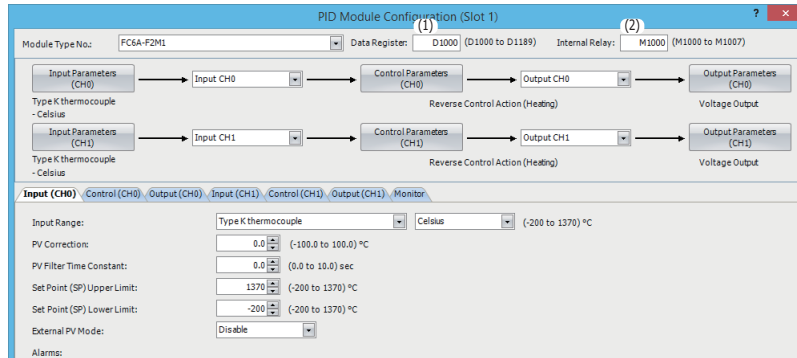 PID Module Configuration (Slot 1)
? ×
(1) (2)
Module Type No.: FC6A-F2M1 Data Register: D1000 (D1000 to D1189) Internal Relay: M1000 (M1000 to M1007)
Input Parameters (CH0) Input CH0 Control Parameters (CH0) Output CH0 Output Parameters (CH0)
Type K thermocouple - Celsius Reverse Control Action (Heating) Voltage Output
Input Parameters (CH1) Input CH1 Control Parameters (CH1) Output CH1 Output Parameters (CH1)
Type K thermocouple - Celsius Reverse Control Action (Heating) Voltage Output
Input (CH0) Control (CH0) Output (CH0) Input (CH1) Control (CH1) Output (CH1) Monitor
Input Range: Type K thermocouple Celsius (-200 to 1370) °C
PV Correction: 0.0 (-100.0 to 100.0) °C
PV Filter Time Constant: 0.0 (0.0 to 10.0) sec
Set Point (SP) Upper Limit: 1370 (-200 to 1370) °C
Set Point (SP) Lower Limit: -200 (-200 to 1370) °C
External PV Mode: Disable
Alarms: